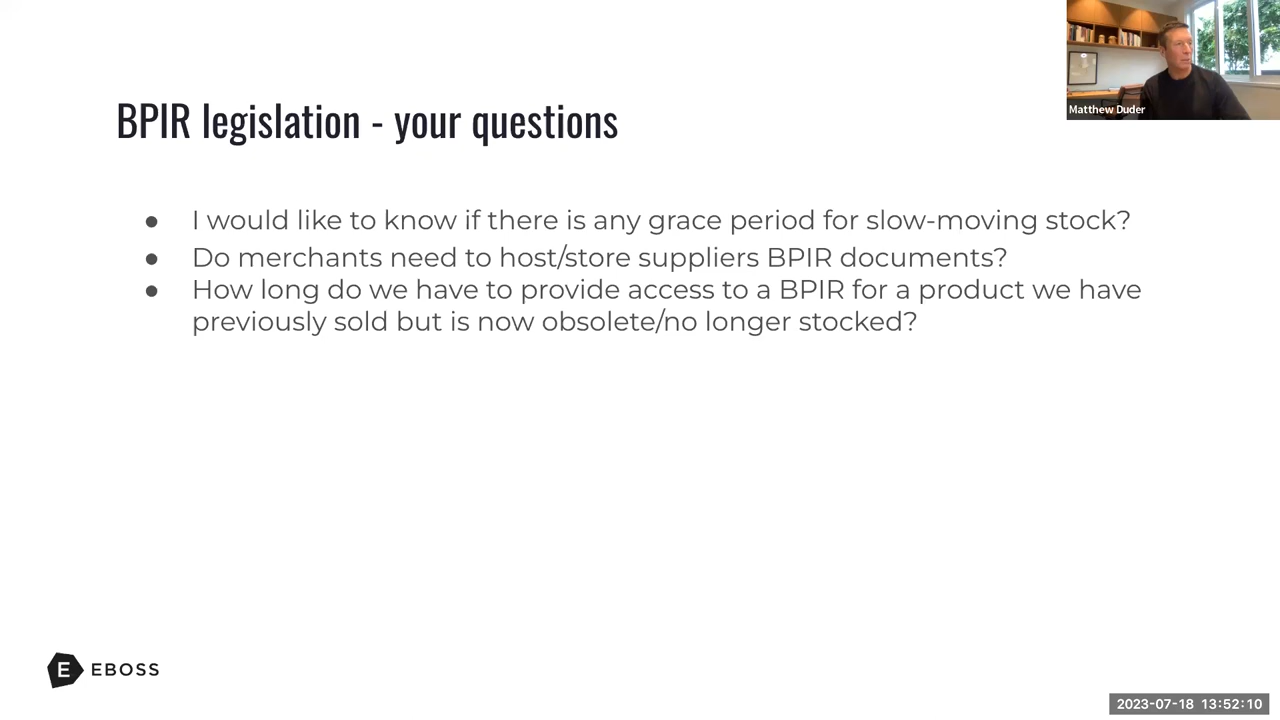 Matthew Duder
BPIR legislation - your questions
● I would like to know if there is any grace period for slow-moving stock?
● Do merchants need to host/store suppliers BPIR documents?
● How long do we have to provide access to a BPIR for a product we have
previously sold but is now obsolete/no longer stocked?
E EBOSS
2023-07-18 13:52:10